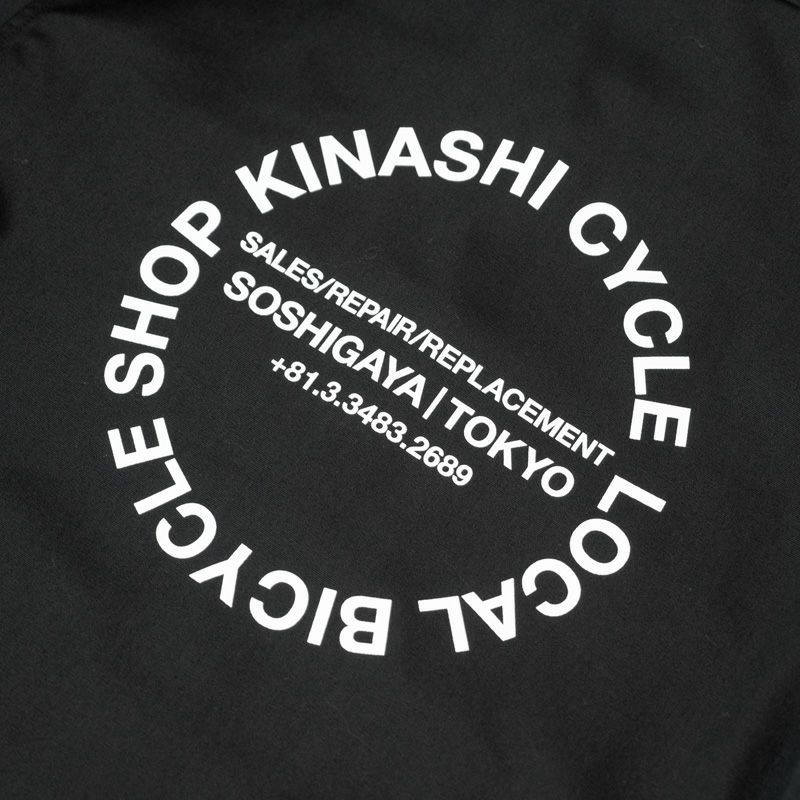 KINASHI CYCLE LOCAL BICYCLE SHOP
SALES/REPAIR/REPLACEMENT
SOSHIGAYA | TOKYO
+81.3.3483.2689